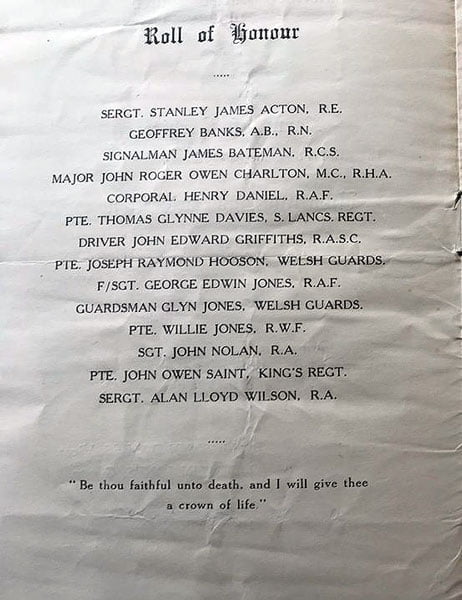 Roll of Honour
.....
SERGT. STANLEY JAMES ACTON, R.E.
GEOFFREY BANKS, A.B., R.N.
SIGNALMAN JAMES BATEMAN, R.C.S.
MAJOR JOHN ROGER OWEN CHARLTON, M.C., R.H.A.
CORPORAL HENRY DANIEL, R.A.F.
PTE. THOMAS GLYNNE DAVIES, S. LANCS. REGT.
DRIVER JOHN EDWARD GRIFFITHS, R.A.S.C.
PTE. JOSEPH RAYMOND HOOSON, WELSH GUARDS.
F/SGT. GEORGE EDWIN JONES, R.A.F.
GUARDSMAN GLYN JONES, WELSH GUARDS.
PTE. WILLIE JONES, R.W.F.
SGT. JOHN NOLAN, R.A.
PTE. JOHN OWEN SAINT, KING'S REGT.
SERGT. ALAN LLOYD WILSON, R.A.
.....
"Be thou faithful unto death, and I will give thee
a crown of life"